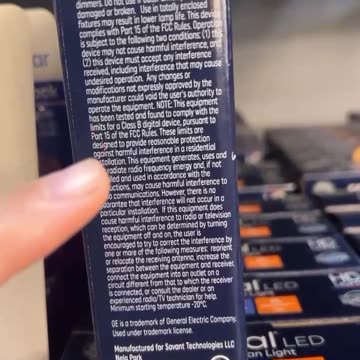 dimmers. Do not use if
damaged or broken. Use in totally enclosed
fixtures may result in lower lamp life. This device
complies with Part 15 of the FCC Rules. Operation
is subject to the following two conditions: (1) this
device may not cause harmful interference, and
(2) this device must accept any interference
received, including interference that may cause
undesired operation. Any changes or
modifications not expressly approved by the
manufacturer could void the user's authority to
operate the equipment. NOTE: This equipment
has been tested and found to comply with the
limits for a Class B digital device, pursuant to
Part 15 of the FCC Rules. These limits are
designed to provide reasonable protection
against harmful interference in a residential
installation. This equipment generates, uses and
radiate radio frequency energy and, if not
and used in accordance with the
may cause harmful interference to
communications. However, there is no
guarantee that interference will not occur in a
particular installation. If this equipment does
cause harmful interference to radio or television
reception, which can be determined by turning
the equipment off and on, the user is
encouraged to try to correct the interference by
one or more of the following measures: reorient
or relocate the receiving antenna, increase the
separation between the equipment and receiver,
connect the equipment into an outlet on a
circuit different from that to which the receiver
is connected, or consult the dealer or an
experienced radio/TV technician for help.
Minimum starting temperature -20°C.
GE is a trademark of General Electric Company.
Used under trademark license.
Manufactured for Savant Technologies LLC
Nela Park
LED
LED
Light